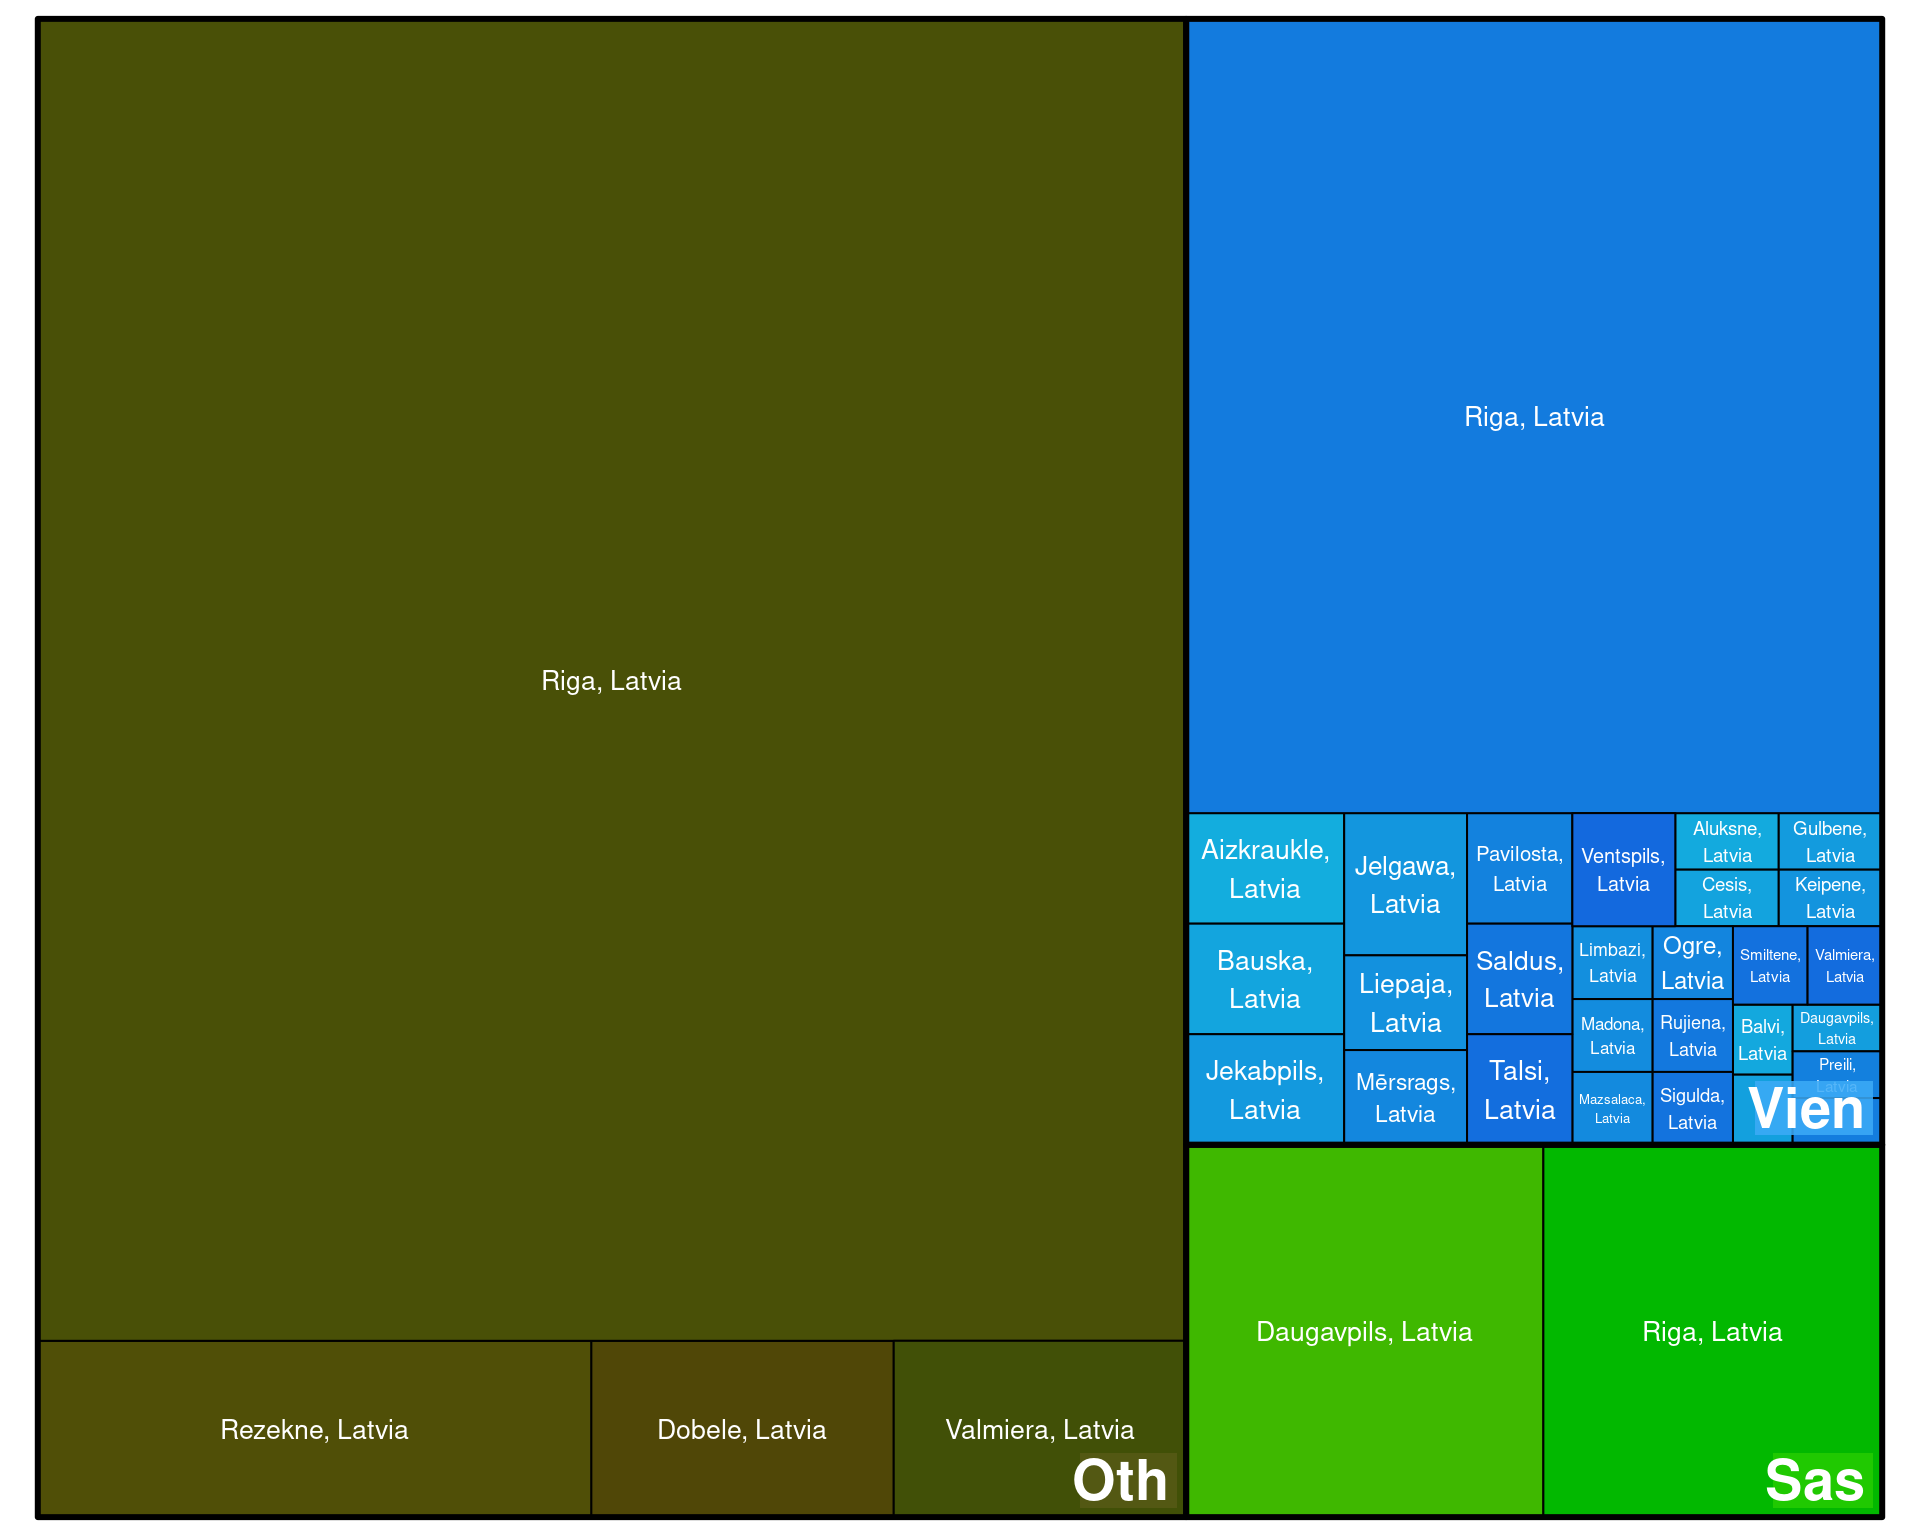 Riga, Latvia
Rezekne, Latvia
Dobele, Latvia
Valmiera, Latvia
Oth
Riga, Latvia
Aizkraukle,
Latvia
Bauska,
Latvia
Jekabpils,
Latvia
Jelgawa,
Latvia
Liepaja,
Latvia
Mērsrags,
Latvia
Pavilosta,
Latvia
Saldus,
Latvia
Talsi,
Latvia
Ventspils,
Latvia
Aluksne,
Latvia
Gulbene,
Latvia
Cesis,
Latvia
Keipene,
Latvia
Limbazi,
Latvia
Ogre,
Latvia
Smiltene,
Latvia
Valmiera,
Latvia
Madona,
Latvia
Rujiena,
Latvia
Mazsalaca,
Latvia
Sigulda,
Latvia
Balvi,
Latvia
Daugavpils,
Latvia
Preili,
Latvia
Vien
Daugavpils, Latvia
Riga, Latvia
Sas